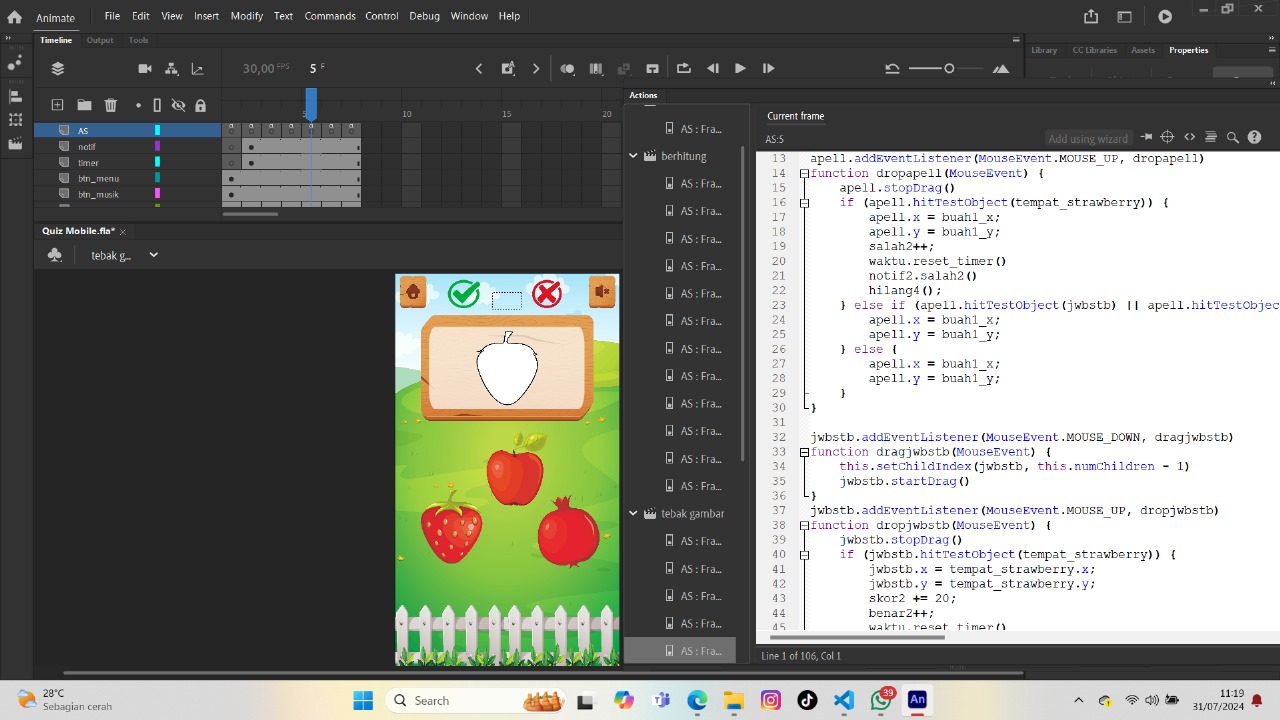 Animate
File Edit View Insert Modify Text Commands Control Debug Window Help
Timeline Output Tools
Library CC Libraries Assets Properties
30,00 FPS 5 F
Actions
5 10 15 20
AS
notif
timer
btn_menu
btn_musik
Quiz Mobile.fla*
tebak g...
AS : Fra...
berhitung
AS : Fra...
AS : Fra...
AS : Fra...
AS : Fra...
AS : Fra...
AS : Fra...
AS : Fra...
AS : Fra...
AS : Fra...
AS : Fra...
AS : Fra...
AS : Fra...
tebak gambar
AS : Fra...
AS : Fra...
AS : Fra...
AS : Fra...
AS : Fra...
Current frame
AS:5
Add using wizard
13 apell.addEventListener(MouseEvent.MOUSE_UP, dropapell)
14 function dropapell(MouseEvent) {
15 apell.stopDrag()
16 if (apell.hitTestObject(tempat_strawberry)) {
17 apell.x = buah1_x;
18 apell.y = buah1_y;
19 salah2++;
20 waktu.reset_timer()
21 notif2.salah2()
22 hilang4();
23 } else if (apell.hitTestObject(jwbstb) || apell.hitTestObjec
24 apell.x = buah1_x;
25 apell.y = buah1_y;
26 } else {
27 apell.x = buah1_x;
28 apell.y = buah1_y;
29 }
30 }
31
32 jwbstb.addEventListener(MouseEvent.MOUSE_DOWN, dragjwbstb)
33 function dragjwbstb(MouseEvent) {
34 this.setChildIndex(jwbstb, this.numChildren - 1)
35 jwbstb.startDrag()
36 }
37 jwbstb.addEventListener(MouseEvent.MOUSE_UP, dropjwbstb)
38 function dropjwbstb(MouseEvent) {
39 jwbstb.stopDrag()
40 if (jwbstb.hitTestObject(tempat_strawberry)) {
41 jwbstb.x = tempat_strawberry.x;
42 jwbstb.y = tempat_strawberry.y;
43 skor2 += 20;
44 benar2++;
45 waktu.reset_timer()
Line 1 of 106, Col 1
28°C
Sebagian cerah
Search
39
An
11:19
31/07/2024